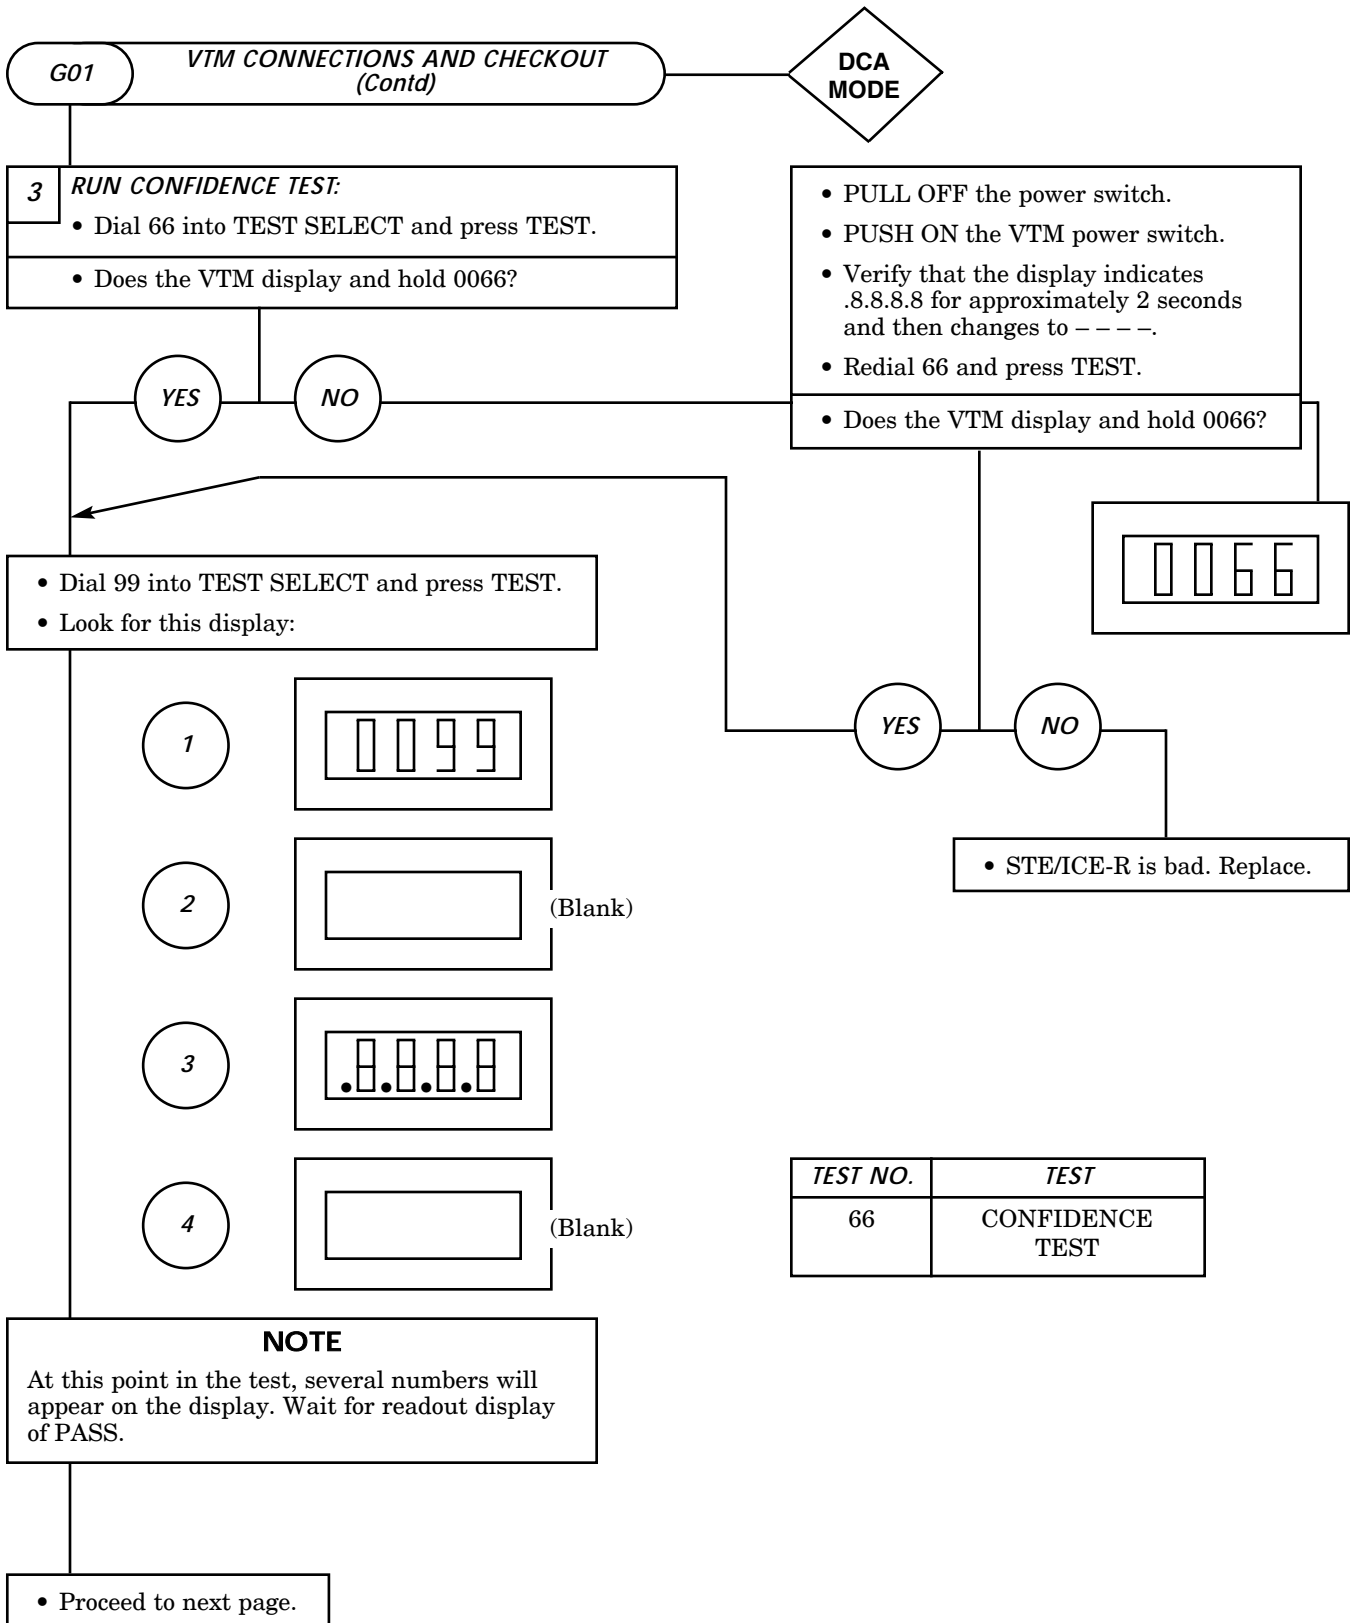 G01
VTM CONNECTIONS AND CHECKOUT
(Contd)
DCA
MODE
3
RUN CONFIDENCE TEST:
• Dial 66 into TEST SELECT and press TEST.
• Does the VTM display and hold 0066?
• PULL OFF the power switch.
• PUSH ON the VTM power switch.
• Verify that the display indicates
.8.8.8.8 for approximately 2 seconds
and then changes to – – – –.
• Redial 66 and press TEST.
• Does the VTM display and hold 0066?
YES
NO
0066
• Dial 99 into TEST SELECT and press TEST.
• Look for this display:
1
0099
YES
NO
• STE/ICE-R is bad. Replace.
2
(Blank)
3
.8.8.8.8
4
(Blank)
TEST NO.
TEST
66
CONFIDENCE
TEST
NOTE
At this point in the test, several numbers will
appear on the display. Wait for readout display
of PASS.
• Proceed to next page.